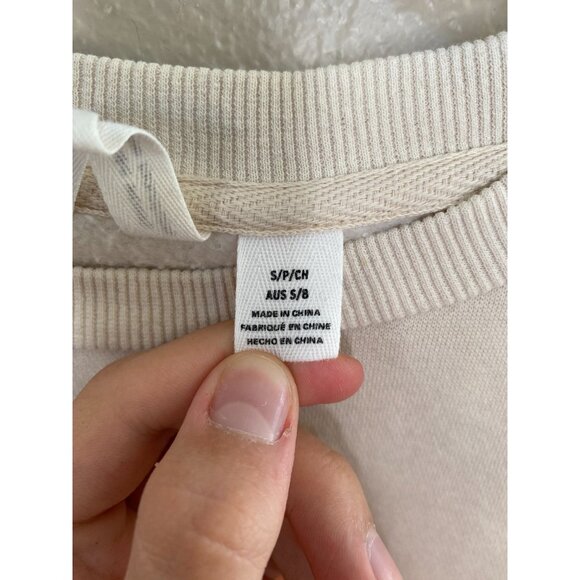 S/P/CH
AUS S/8
MADE IN CHINA
FABRIQUÉ EN CHINE
HECHO EN CHINA